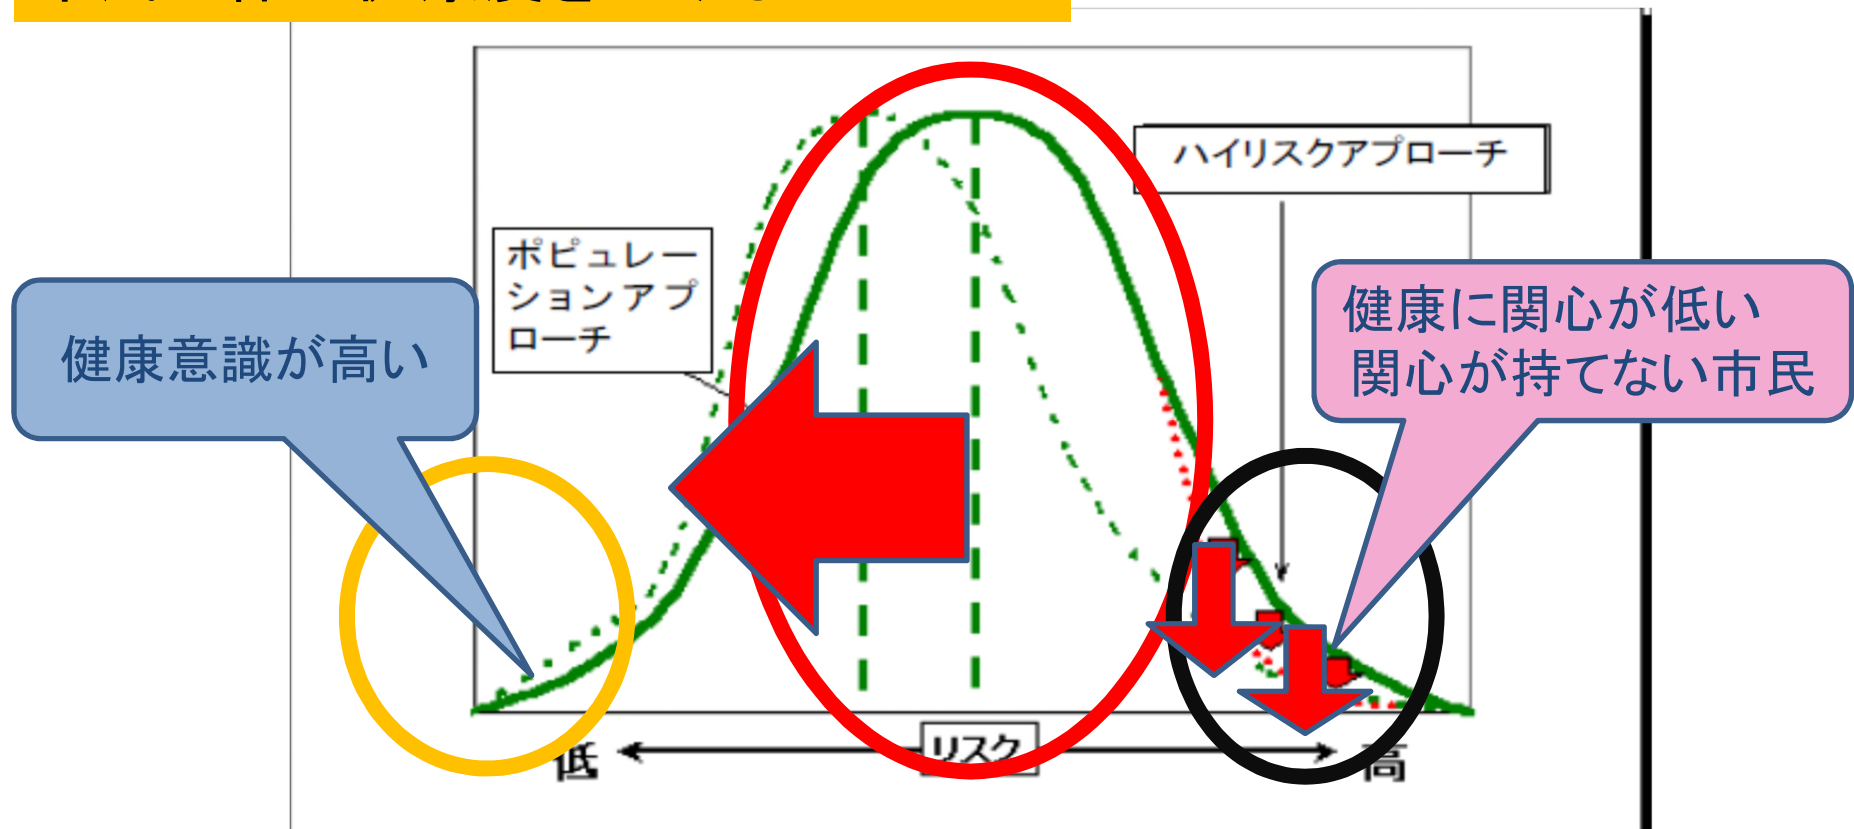 ハイリスクアプローチ
ポピュレー
ションアプ
ローチ
健康意識が高い
健康に関心が低い
関心が持てない市民
低
リスク
高